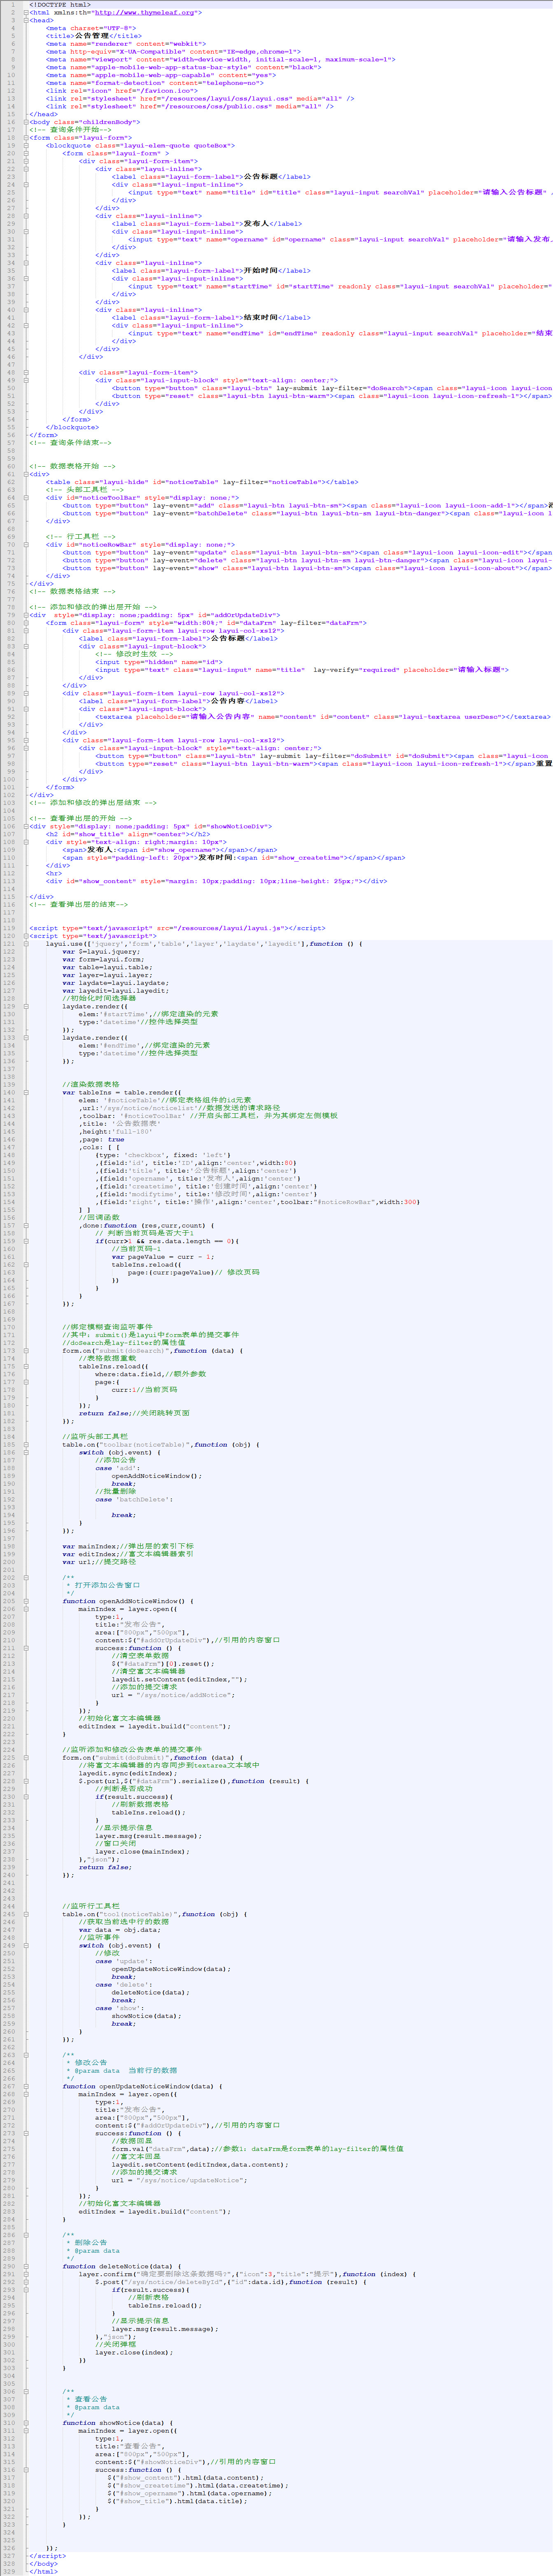 <!DOCTYPE html>
<html xmlns:th="http://www.thymeleaf.org">
<head>
<meta charset="UTF-8">
<title>公告管理</title>
<meta name="renderer" content="webkit">
<meta http-equiv="X-UA-Compatible" content="IE=edge,chrome=1">
<meta name="viewport" content="width=device-width, initial-scale=1, maximum-scale=1">
<meta name="apple-mobile-web-app-status-bar-style" content="black">
<meta name="apple-mobile-web-app-capable" content="yes">
<meta name="format-detection" content="telephone=no">
<link rel="icon" href="/favicon.ico">
<link rel="stylesheet" href="/resources/layui/css/layui.css" media="all" />
<link rel="stylesheet" href="/resources/css/public.css" media="all" />
</head>
<body class="childrenBody">
<!-- 查询条件开始-->
<form class="layui-form">
<blockquote class="layui-elem-quote quoteBox">
<form class="layui-form" >
<div class="layui-form-item">
<div class="layui-inline">
<label class="layui-form-label">公告标题</label>
<div class="layui-input-inline">
<input type="text" name="title" id="title" class="layui-input searchVal" placeholder="请输入公告标题" /
</div>
</div>
<div class="layui-inline">
<label class="layui-form-label">发布人</label>
<div class="layui-input-inline">
<input type="text" name="opername" id="opername" class="layui-input searchVal" placeholder="请输入发布
</div>
</div>
<div class="layui-inline">
<label class="layui-form-label">开始时间</label>
<div class="layui-input-inline">
<input type="text" name="startTime" id="startTime" readonly class="layui-input searchVal" placeholder="
</div>
</div>
<div class="layui-inline">
<label class="layui-form-label">结束时间</label>
<div class="layui-input-inline">
<input type="text" name="endTime" id="endTime" readonly class="layui-input searchVal" placeholder="结束
</div>
</div>
</div>
<div class="layui-form-item">
<div class="layui-input-block" style="text-align: center;">
<button type="button" class="layui-btn" lay-submit lay-filter="doSearch"><span class="layui-icon layui-icon
<button type="reset" class="layui-btn layui-btn-warm"><span class="layui-icon layui-icon-refresh-1"></span>
</div>
</div>
</form>
</blockquote>
</form>
<!-- 查询条件结束-->
<!-- 数据表格开始 -->
<div>
<table class="layui-hide" id="noticeTable" lay-filter="noticeTable"></table>
<!-- 头部工具栏 -->
<div id="noticeToolBar" style="display: none;">
<button type="button" lay-event="add" class="layui-btn layui-btn-sm"><span class="layui-icon layui-icon-add-1"></span>
<button type="button" lay-event="batchDelete" class="layui-btn layui-btn-sm layui-btn-danger"><span class="layui-icon l
</div>
<!-- 行工具栏 -->
<div id="noticeRowBar" style="display: none;">
<button type="button" lay-event="update" class="layui-btn layui-btn-sm"><span class="layui-icon layui-icon-edit"></span
<button type="button" lay-event="delete" class="layui-btn layui-btn-sm layui-btn-danger"><span class="layui-icon layui-
<button type="button" lay-event="show" class="layui-btn layui-btn-sm"><span class="layui-icon layui-icon-about"></span>
</div>
</div>
<!-- 数据表格结束 -->
<!-- 添加和修改的弹出层开始 -->
<div  style="display: none;padding: 5px" id="addOrUpdateDiv">
<form class="layui-form" style="width:80%;" id="dataFrm" lay-filter="dataFrm">
<div class="layui-form-item layui-row layui-col-xs12">
<label class="layui-form-label">公告标题</label>
<div class="layui-input-block">
<!-- 修改时生效 -->
<input type="hidden" name="id">
<input type="text" class="layui-input" name="title"  lay-verify="required" placeholder="请输入标题">
</div>
</div>
<div class="layui-form-item layui-row layui-col-xs12">
<label class="layui-form-label">公告内容</label>
<div class="layui-input-block">
<textarea placeholder="请输入公告内容" name="content" id="content" class="layui-textarea userDesc"></textarea>
</div>
</div>
<div class="layui-form-item layui-row layui-col-xs12">
<div class="layui-input-block" style="text-align: center;">
<button type="button" class="layui-btn" lay-submit lay-filter="doSubmit" id="doSubmit"><span class="layui-icon
<button type="reset" class="layui-btn layui-btn-warm"><span class="layui-icon layui-icon-refresh-1"></span>重置
</div>
</div>
</form>
</div>
<!-- 添加和修改的弹出层结束 -->
<!-- 查看弹出层的开始 -->
<div style="display: none;padding: 5px" id="showNoticeDiv">
<h2 id="show_title" align="center"></h2>
<div style="text-align: right;margin: 10px">
<span>发布人:<span id="show_opername"></span></span>
<span style="padding-left: 20px">发布时间:<span id="show_createtime"></span></span>
</div>
<hr>
<div id="show_content" style="margin: 10px;padding: 10px;line-height: 25px;"></div>
</div>
<!-- 查看弹出层的结束-->
<script type="text/javascript" src="/resources/layui/layui.js"></script>
<script type="text/javascript">
layui.use(['jquery','form','table','layer','laydate','layedit'],function () {
var $=layui.jquery;
var form=layui.form;
var table=layui.table;
var layer=layui.layer;
var laydate=layui.laydate;
var layedit=layui.layedit;
//初始化时间选择器
laydate.render({
elem:'#startTime',//绑定渲染的元素
type:'datetime'//控件选择类型
});
laydate.render({
elem:'#endTime',//绑定渲染的元素
type:'datetime'//控件选择类型
});
//渲染数据表格
var tableIns = table.render({
elem: '#noticeTable'//绑定表格组件的id元素
,url:'/sys/notice/noticelist'//数据发送的请求路径
,toolbar: '#noticeToolBar' //开启头部工具栏，并为其绑定左侧模板
,title: '公告数据表'
,height:'full-180'
,page: true
,cols: [ [
{type: 'checkbox', fixed: 'left'}
,{field:'id', title:'ID',align:'center',width:80}
,{field:'title', title:'公告标题',align:'center'}
,{field:'opername', title:'发布人',align:'center'}
,{field:'createtime', title:'创建时间',align:'center'}
,{field:'modifytime', title:'修改时间',align:'center'}
,{field:'right', title:'操作',align:'center',toolbar:"#noticeRowBar",width:300}
] ]
//回调函数
,done:function (res,curr,count) {
// 判断当前页码是否大于1
if(curr>1 && res.data.length == 0){
//当前页码-1
var pageValue = curr - 1;
tableIns.reload({
page:{curr:pageValue}// 修改页码
})
}
}
});
//绑定模糊查询监听事件
//其中: submit()是layui中form表单的提交事件
//doSearch是lay-filter的属性值
form.on("submit(doSearch)",function (data) {
//表格数据重载
tableIns.reload({
where:data.field,//额外参数
page:{
curr:1//当前页码
}
});
return false;//关闭跳转页面
});
//监听头部工具栏
table.on("toolbar(noticeTable)",function (obj) {
switch (obj.event) {
//添加公告
case 'add':
openAddNoticeWindow();
break;
//批量删除
case 'batchDelete':
break;
}
});
var mainIndex;//弹出层的索引下标
var editIndex;//富文本编辑器索引
var url;//提交路径
/**
* 打开添加公告窗口
*/
function openAddNoticeWindow() {
mainIndex = layer.open({
type:1,
title:"发布公告",
area:["800px","500px"],
content:$("#addOrUpdateDiv"),//引用的内容窗口
success:function () {
//清空表单数据
$("#dataFrm")[0].reset();
//清空富文本编辑器
layedit.setContent(editIndex,"");
//添加的提交请求
url = "/sys/notice/addNotice";
}
});
//初始化富文本编辑器
editIndex = layedit.build("content");
}
//监听添加和修改公告表单的提交事件
form.on("submit(doSubmit)",function (data) {
//将富文本编辑器的内容同步到textarea文本域中
layedit.sync(editIndex);
$.post(url,$("#dataFrm").serialize(),function (result) {
//判断是否成功
if(result.success){
//刷新数据表格
tableIns.reload();
}
//显示提示信息
layer.msg(result.message);
//窗口关闭
layer.close(mainIndex);
},"json");
return false;
});
//监听行工具栏
table.on("tool(noticeTable)",function (obj) {
//获取当前选中行的数据
var data = obj.data;
//监听事件
switch (obj.event) {
//修改
case 'update':
openUpdateNoticeWindow(data);
break;
case 'delete':
deleteNotice(data);
break;
case 'show':
showNotice(data);
break;
}
});
/**
* 修改公告
* @param data  当前行的数据
*/
function openUpdateNoticeWindow(data) {
mainIndex = layer.open({
type:1,
title:"发布公告",
area:["800px","500px"],
content:$("#addOrUpdateDiv"),//引用的内容窗口
success:function () {
//数据回显
form.val("dataFrm",data);//参数1: dataFrm是form表单的lay-filter的属性值
//富文本回显
layedit.setContent(editIndex,data.content);
//添加的提交请求
url = "/sys/notice/updateNotice";
}
});
//初始化富文本编辑器
editIndex = layedit.build("content");
}
/**
* 删除公告
* @param data
*/
function deleteNotice(data) {
layer.confirm("确定要删除这条数据吗?",{"icon":3,"title":"提示"},function (index) {
$.post("/sys/notice/deleteById",{"id":data.id},function (result) {
if(result.success){
//刷新表格
tableIns.reload();
}
//显示提示信息
layer.msg(result.message);
},"json");
//关闭弹框
layer.close(index);
})
}
/**
* 查看公告
* @param data
*/
function showNotice(data) {
mainIndex = layer.open({
type:1,
title:"查看公告",
area:["800px","500px"],
content:$("#showNoticeDiv"),//引用的内容窗口
success:function () {
$("#show_content").html(data.content);
$("#show_createtime").html(data.createtime);
$("#show_opername").html(data.opername);
$("#show_title").html(data.title);
}
});
}
});
</script>
</body>
</html>